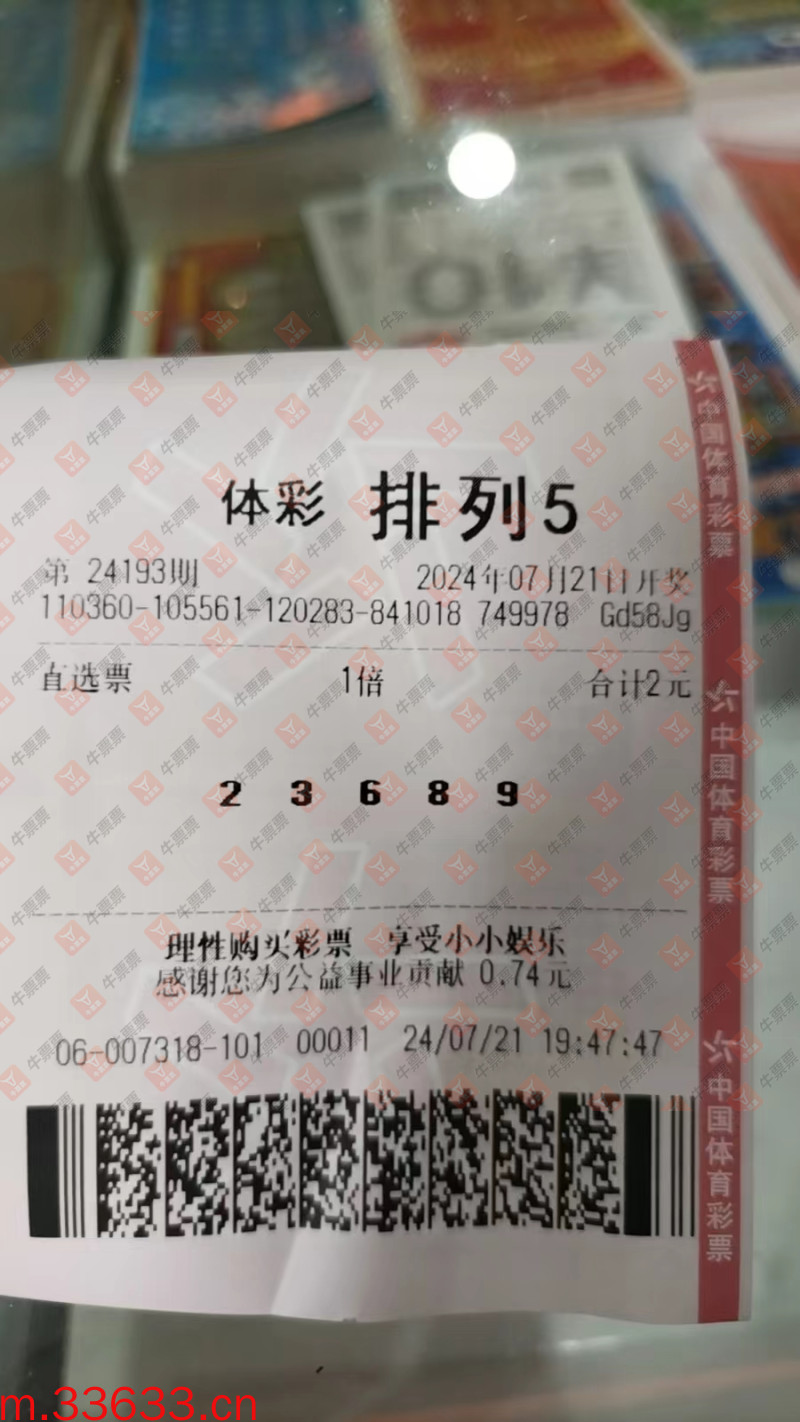 体彩 排列5
第 24193期 2024年07月21日开奖
110360-105561-120283-841018 749978 Gd58Jg
直选票 1倍 合计2元
2 3 6 8 9
理性购买彩票 享受小小娱乐
感谢您为公益事业贡献 0.74元
06-007318-101 00011 24/07/21 19:47:47
中国体育彩票
中国体育彩票
中国体育彩票
牛票票
m.33633.cn